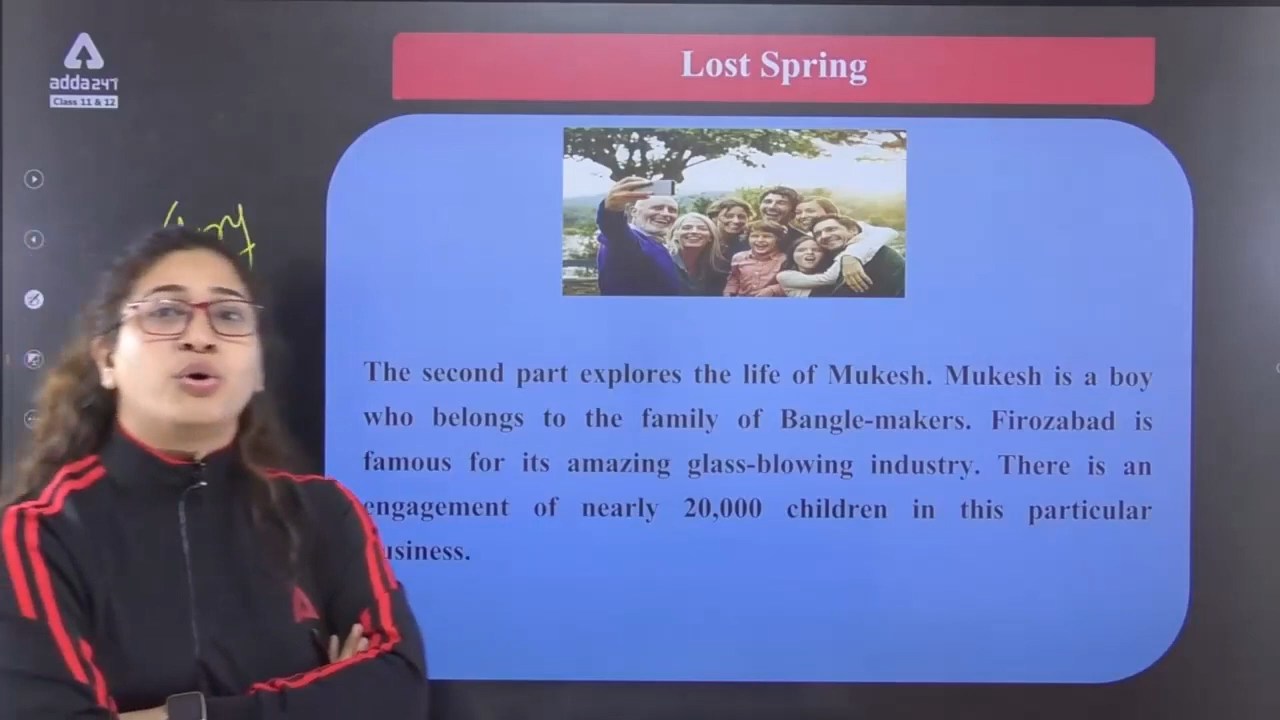 adda247
Class 11 & 12
Lost Spring
The second part explores the life of Mukesh. Mukesh is a boy
who belongs to the family of Bangle-makers. Firozabad is
famous for its amazing glass-blowing industry. There is an
engagement of nearly 20,000 children in this particular
usiness.